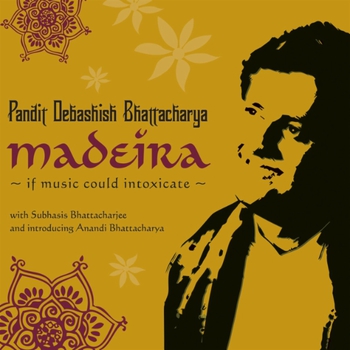 Pandit Debashish Bhattacharya
madeira
~ if music could intoxicate ~
with Subhasis Bhattacharjee
and introducing Anandi Bhattacharya